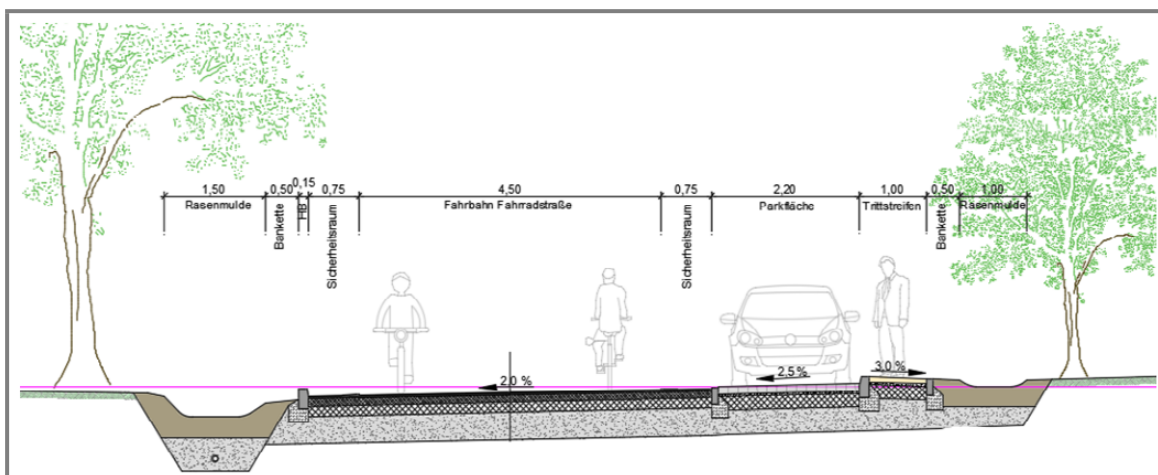 1,50
0,50
0,15
0,75
4,50
0,75
2,20
1,00
0,50
1,00
Rasenmulde
Bankette
HB
Sicherheitsraum
Fahrbahn Fahrradstraße
Sicherheitsraum
Parkfläche
Trittstreifen
Bankette
Rasenmulde
2.0 %
2.5 %
3.0 %